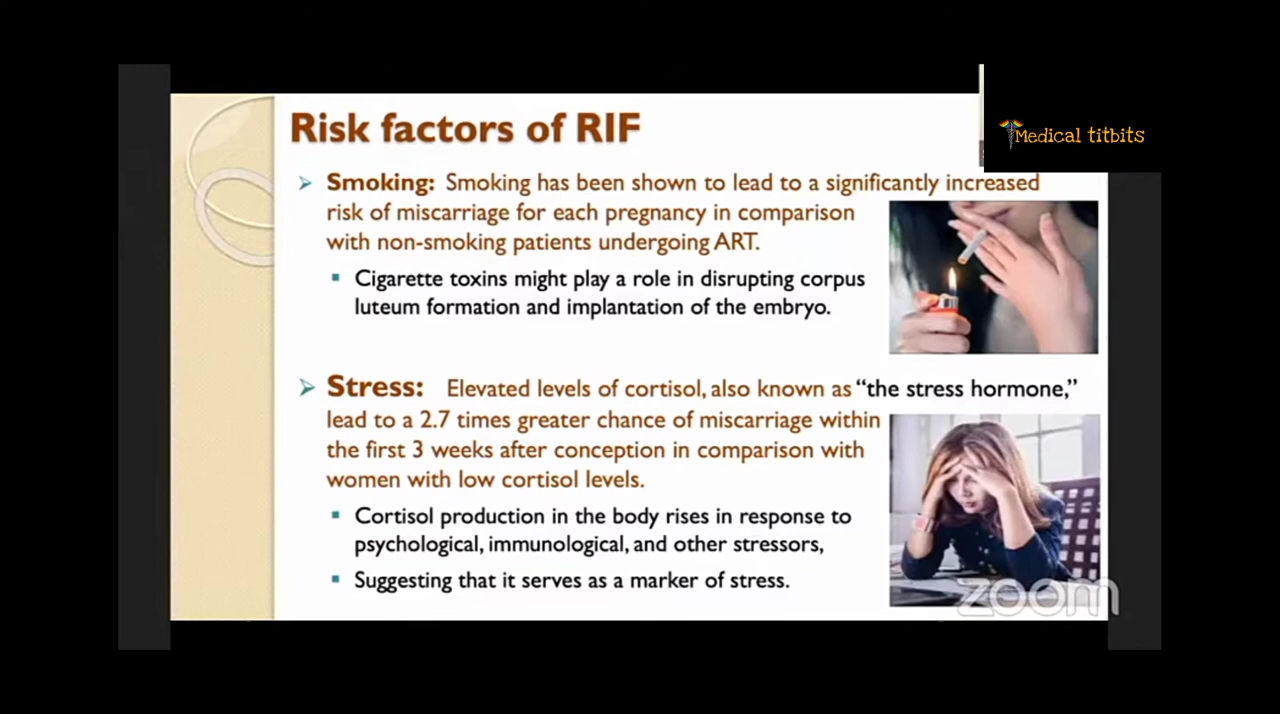 Risk factors of RIF
Medical titbits
Smoking: Smoking has been shown to lead to a significantly increased
risk of miscarriage for each pregnancy in comparison
with non-smoking patients undergoing ART.
Cigarette toxins might play a role in disrupting corpus
luteum formation and implantation of the embryo.
Stress: Elevated levels of cortisol, also known as “the stress hormone,”
lead to a 2.7 times greater chance of miscarriage within
the first 3 weeks after conception in comparison with
women with low cortisol levels.
Cortisol production in the body rises in response to
psychological, immunological, and other stressors,
Suggesting that it serves as a marker of stress.
zoom